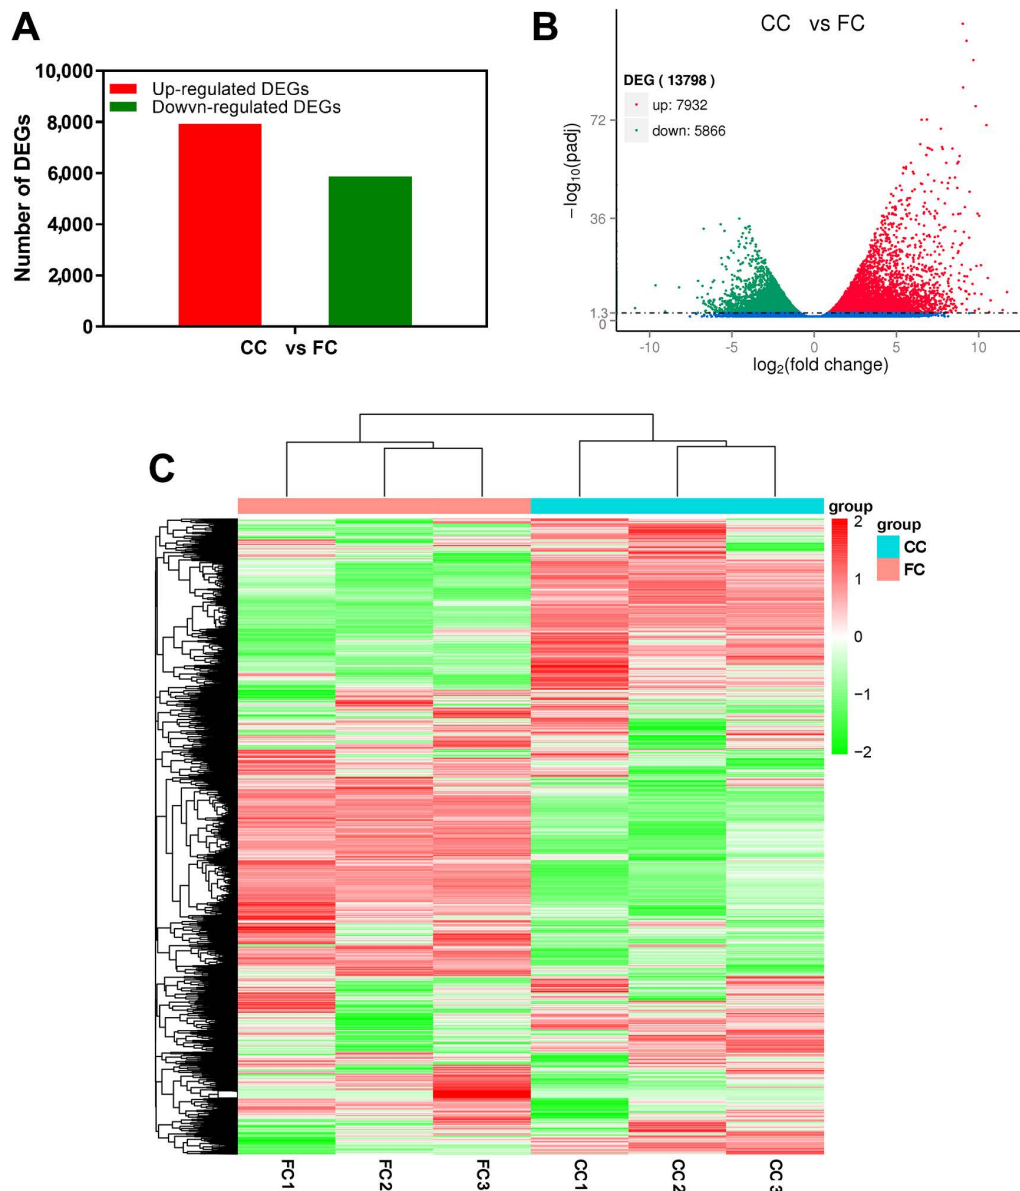 A
10,000
8,000
6,000
4,000
2,000
0
Number of DEGs
Up-regulated DEGs
Dowvn-regulated DEGs
CC vs FC
B
CC vs FC
DEG ( 13798 )
up: 7932
down: 5866
72
36
1.3
0
−log10(padj)
-10 -5 0 5 10
log2(fold change)
C
group
2
1
0
−1
−2
group
CC
FC
FC1 FC2 FC3 CC1 CC2 CC3